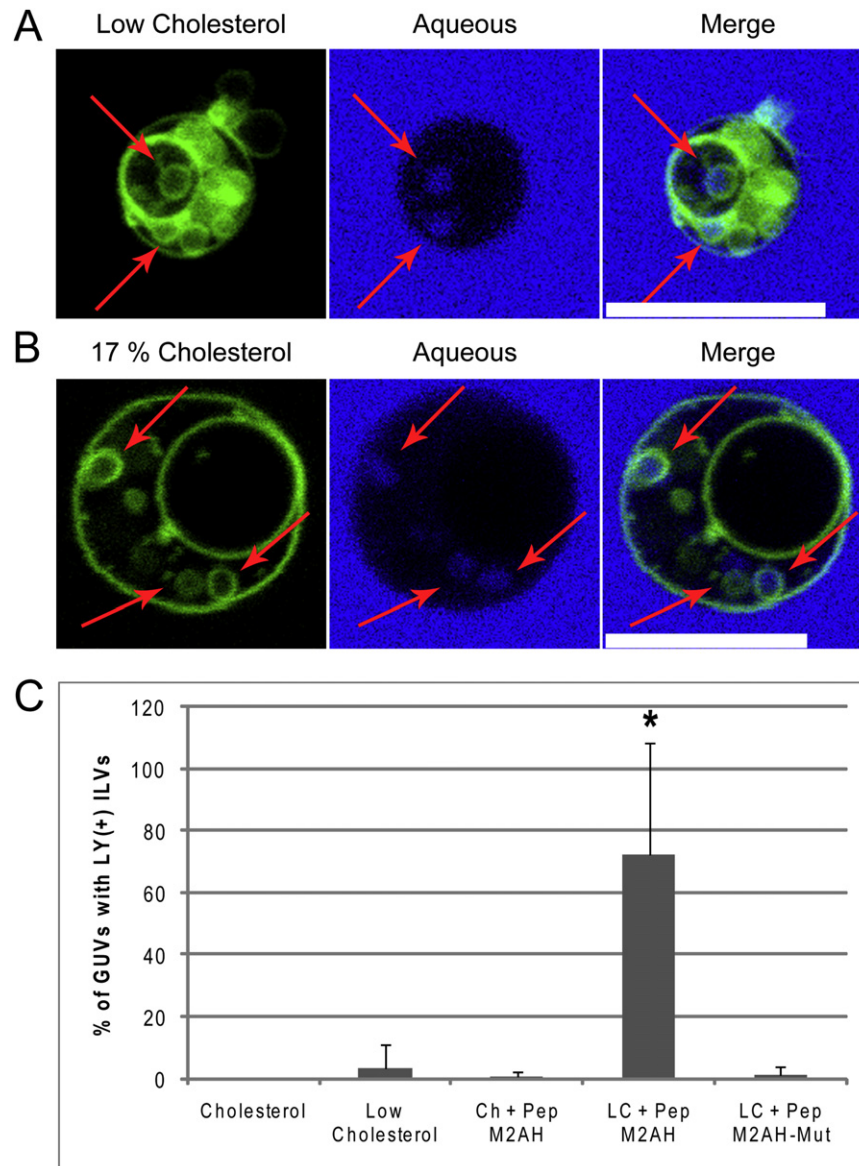 A
Low Cholesterol
Aqueous
Merge
B
17 % Cholesterol
Aqueous
Merge
C
% of GUVs with LY(+) ILVs
120
100
80
60
40
20
0
*
Cholesterol
Low
Cholesterol
Ch + Pep
M2AH
LC + Pep
M2AH
LC + Pep
M2AH-Mut